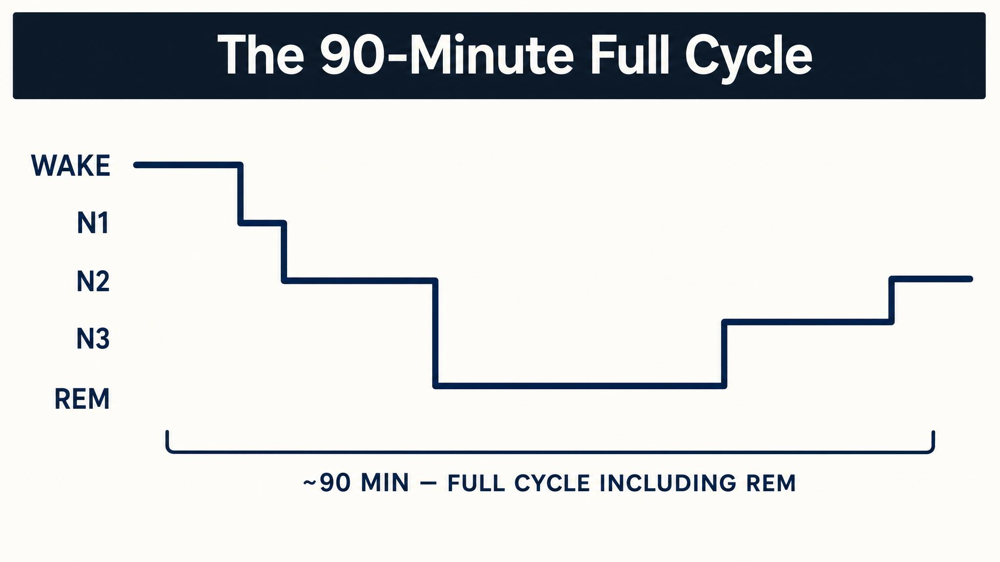 The 90-Minute Full Cycle
WAKE
N1
N2
N3
REM
~90 MIN — FULL CYCLE INCLUDING REM